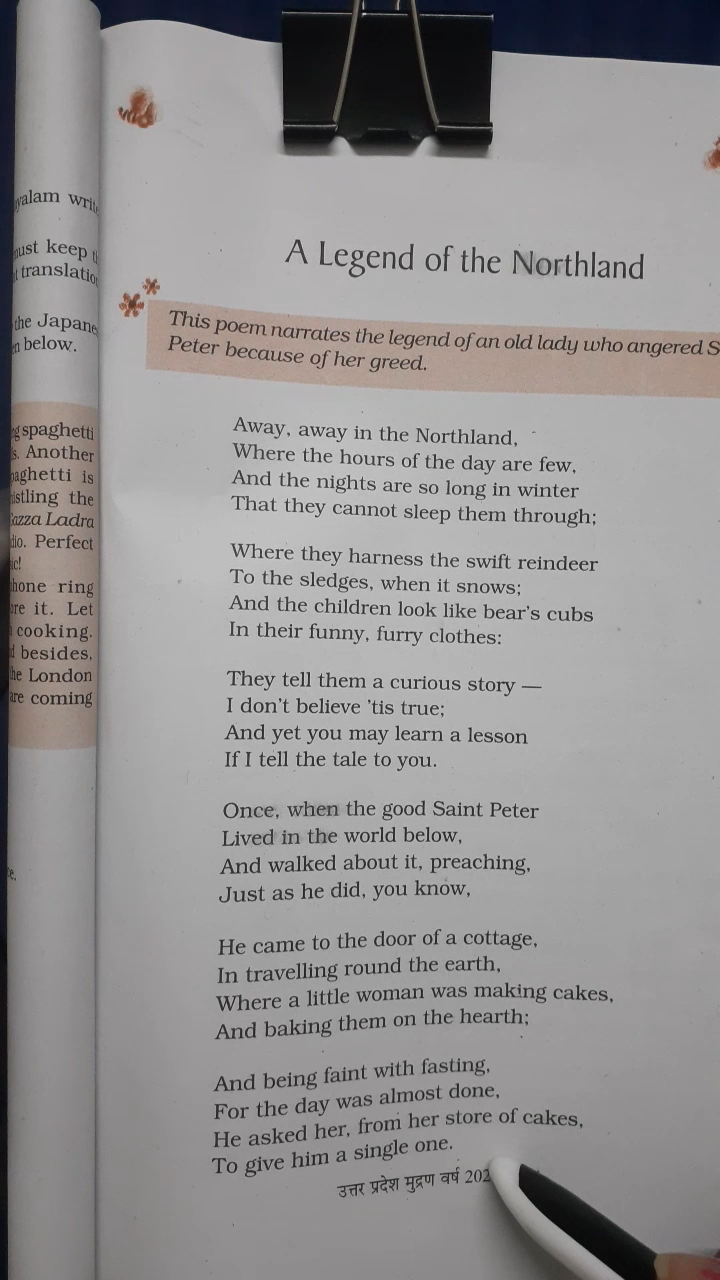 yalam
must keep
translatio
the Japane
below.
spaghetti
Another
is
the
Gazza Ladra
Perfect
ring
it. Let
cooking.
besides,
London
are coming
A Legend of the Northland
This poem narrates the legend of an old lady who angered S
Peter because of her greed.
Away, away in the Northland,
Where the hours of the day are few,
And the nights are so long in winter
That they cannot sleep them through;
Where they harness the swift reindeer
To the sledges, when it snows;
And the children look like bear's cubs
In their funny, furry clothes:
They tell them a curious story —
I don't believe 'tis true;
And yet you may learn a lesson
If I tell the tale to you.
Once, when the good Saint Peter
Lived in the world below,
And walked about it, preaching,
Just as he did, you know,
He came to the door of a cottage,
In travelling round the earth,
Where a little woman was making cakes,
And baking them on the hearth;
And being faint with fasting,
For the day was almost done,
He asked her, from her store of cakes,
To give him a single one.
उत्तर प्रदेश मुद्रण वर्ष 202